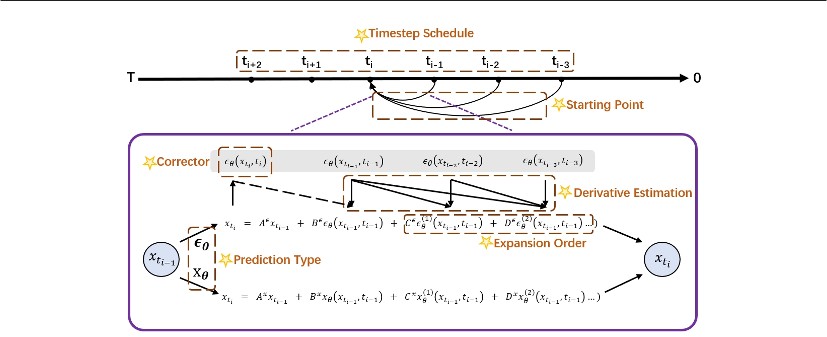 Timestep Schedule
t_{i+2} t_{i+1} t_i t_{i-1} t_{i-2} t_{i-3}
T 0
Starting Point
Corrector ϵ_θ(x_{t_i}, t_i) ϵ_θ(x_{t_{i-1}}, t_{i-1}) ϵ_θ(x_{t_{i-2}}, t_{i-2}) ϵ_θ(x_{t_{i-3}}, t_{i-3})
Derivative Estimation
x_{t_i} = A^ϵ x_{t_{i-1}} + B^ϵ ϵ_θ(x_{t_{i-1}}, t_{i-1}) + C^ϵ ϵ_θ^{(1)}(x_{t_{i-1}}, t_{i-1}) + D^ϵ ϵ_θ^{(2)}(x_{t_{i-1}}, t_{i-1}) ...)
ϵ_θ
Expansion Order
x_{t_{i-1}} Prediction Type x_{t_i}
x_θ
x_{t_i} = A^x x_{t_{i-1}} + B^x x_θ(x_{t_{i-1}}, t_{i-1}) + C^x x_θ^{(1)}(x_{t_{i-1}}, t_{i-1}) + D^x x_θ^{(2)}(x_{t_{i-1}}, t_{i-1}) ...)